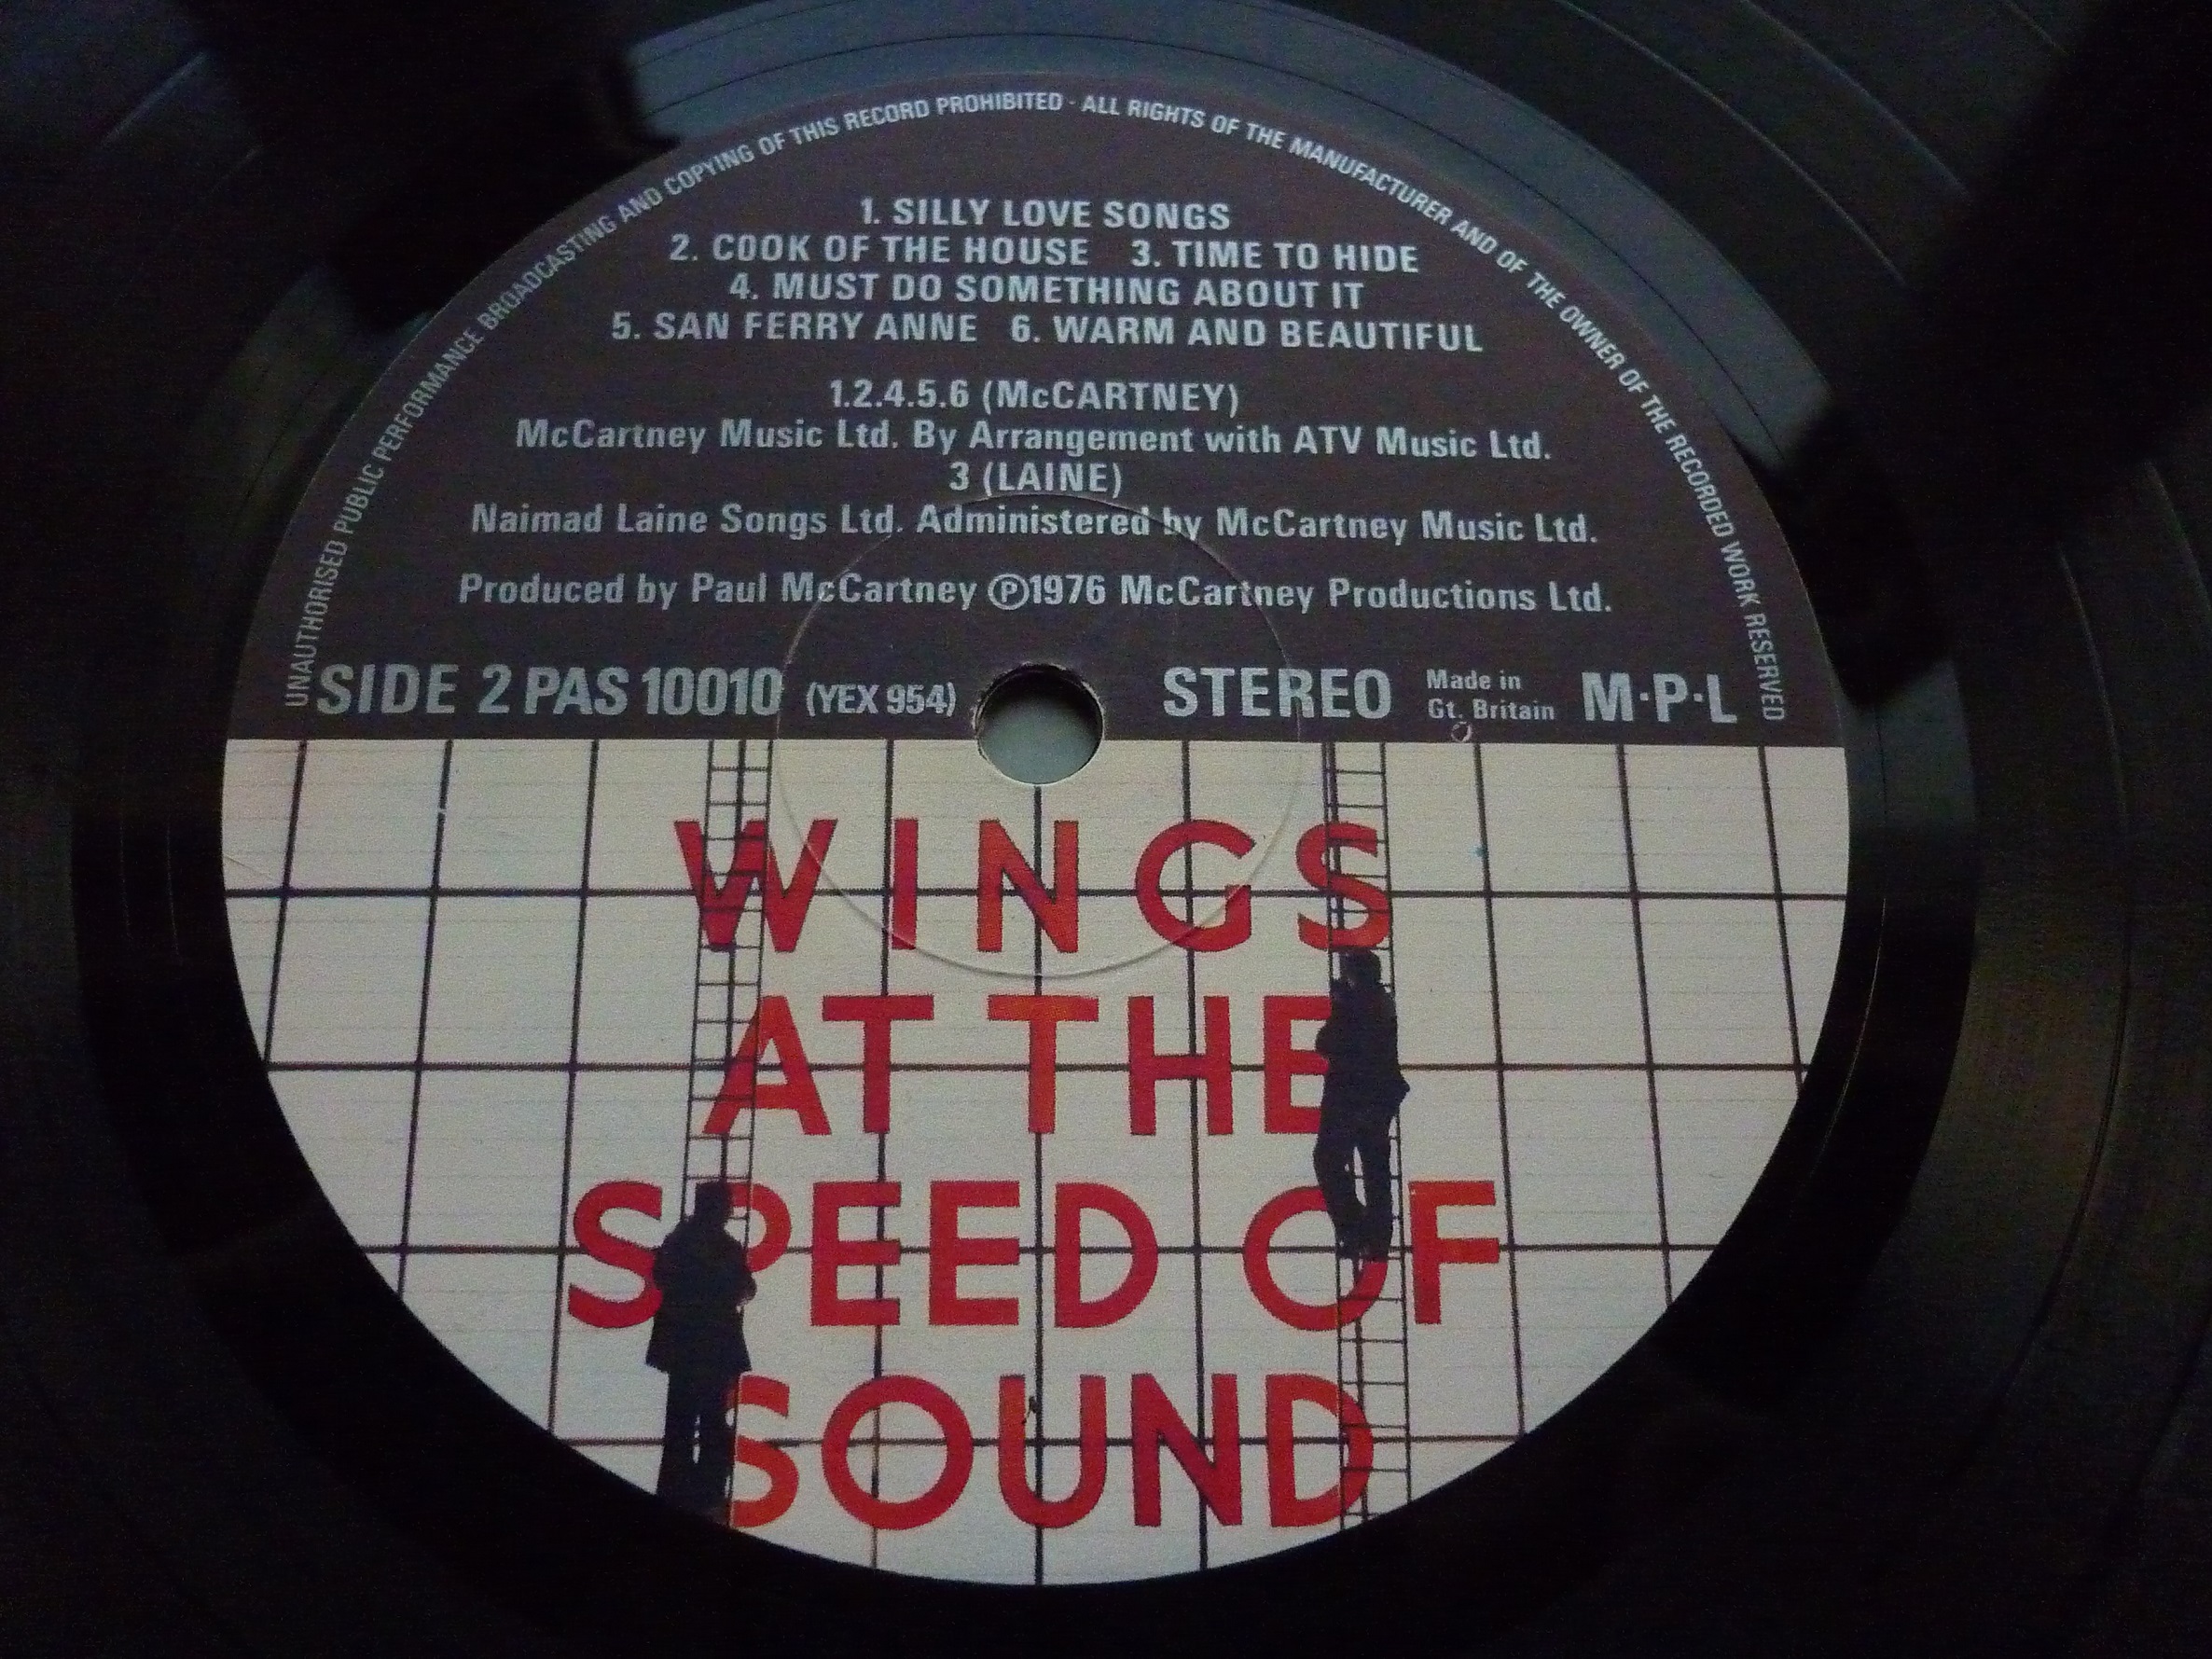 UNAUTHORISED PUBLIC PERFORMANCE BROADCASTING AND COPYING OF THIS RECORD PROHIBITED · ALL RIGHTS OF THE MANUFACTURER AND OF THE OWNER OF THE RECORDED WORK RESERVED
1. SILLY LOVE SONGS
2. COOK OF THE HOUSE 3. TIME TO HIDE
4. MUST DO SOMETHING ABOUT IT
5. SAN FERRY ANNE 6. WARM AND BEAUTIFUL
1.2.4.5.6 (McCARTNEY)
McCartney Music Ltd. By Arrangement with ATV Music Ltd.
3 (LAINE)
Naimad Laine Songs Ltd. Administered by McCartney Music Ltd.
Produced by Paul McCartney ℗1976 McCartney Productions Ltd.
SIDE 2 PAS 10010 (YEX 954) STEREO Made in Gt. Britain M·P·L
WINGS
AT THE
SPEED OF
SOUND